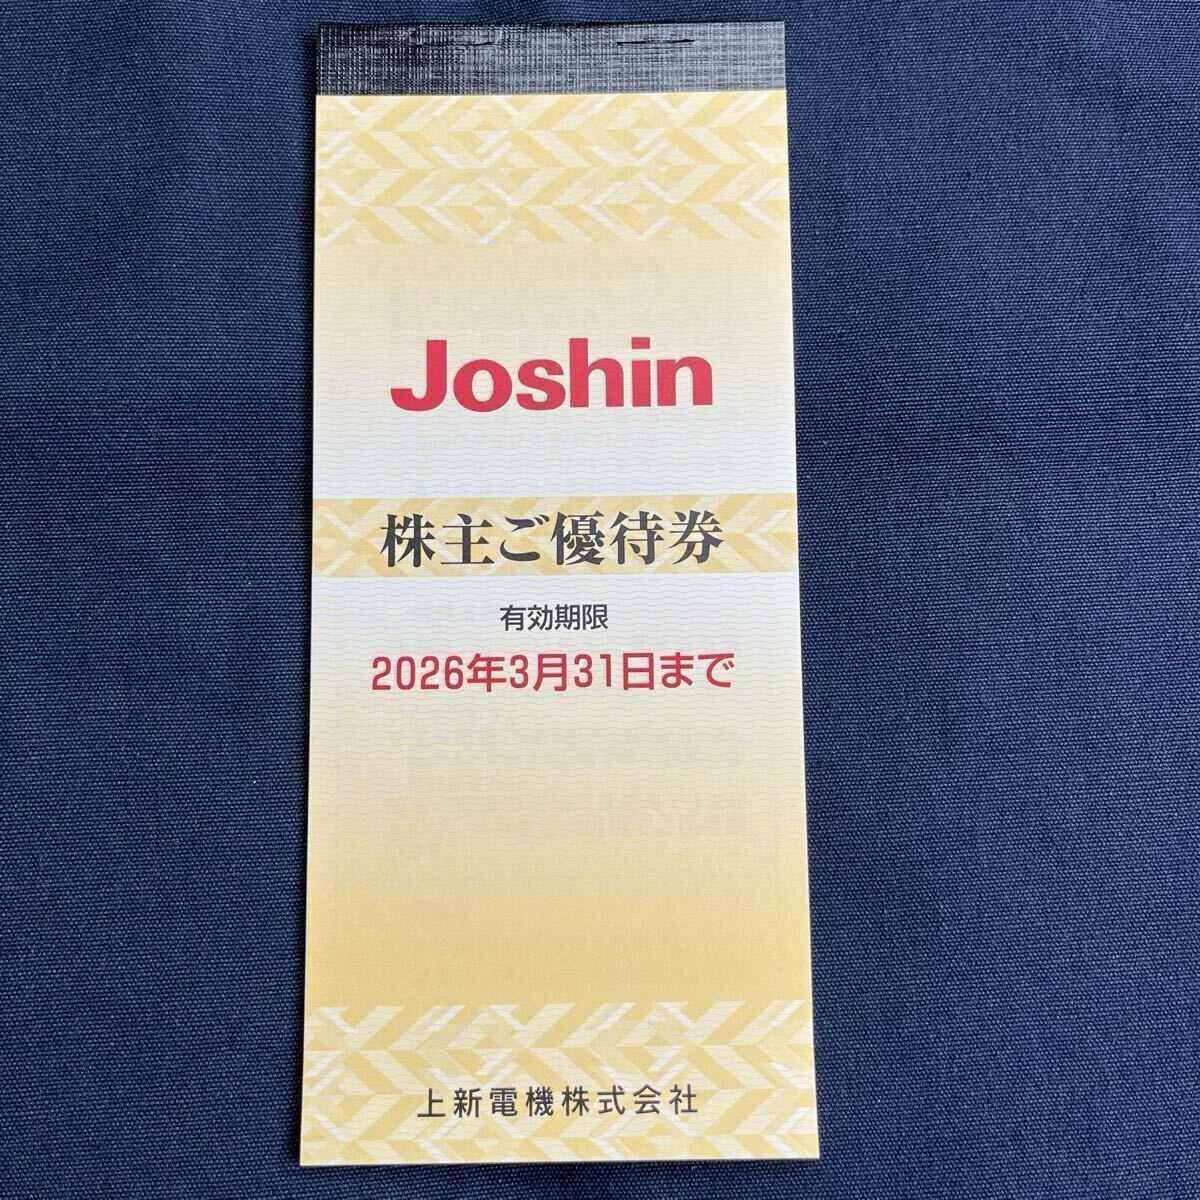 Joshin
株主ご優待券
有効期限
2026年3月31日まで
上新電機株式会社